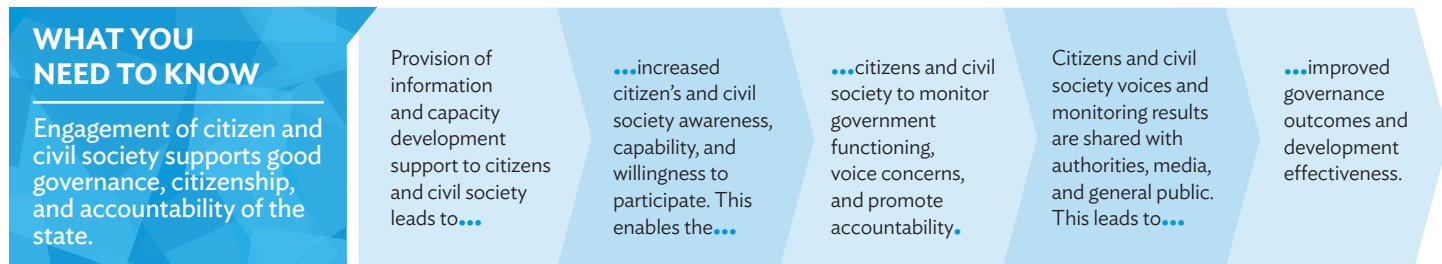 WHAT YOU
NEED TO KNOW
Engagement of citizen and
civil society supports good
governance, citizenship,
and accountability of the
state.
Provision of
information
and capacity
development
support to citizens
and civil society
leads to...
...increased
citizen’s and civil
society awareness,
capability, and
willingness to
participate. This
enables the...
...citizens and civil
society to monitor
government
functioning,
voice concerns,
and promote
accountability.
Citizens and civil
society voices and
monitoring results
are shared with
authorities, media,
and general public.
This leads to...
...improved
governance
outcomes and
development
effectiveness.